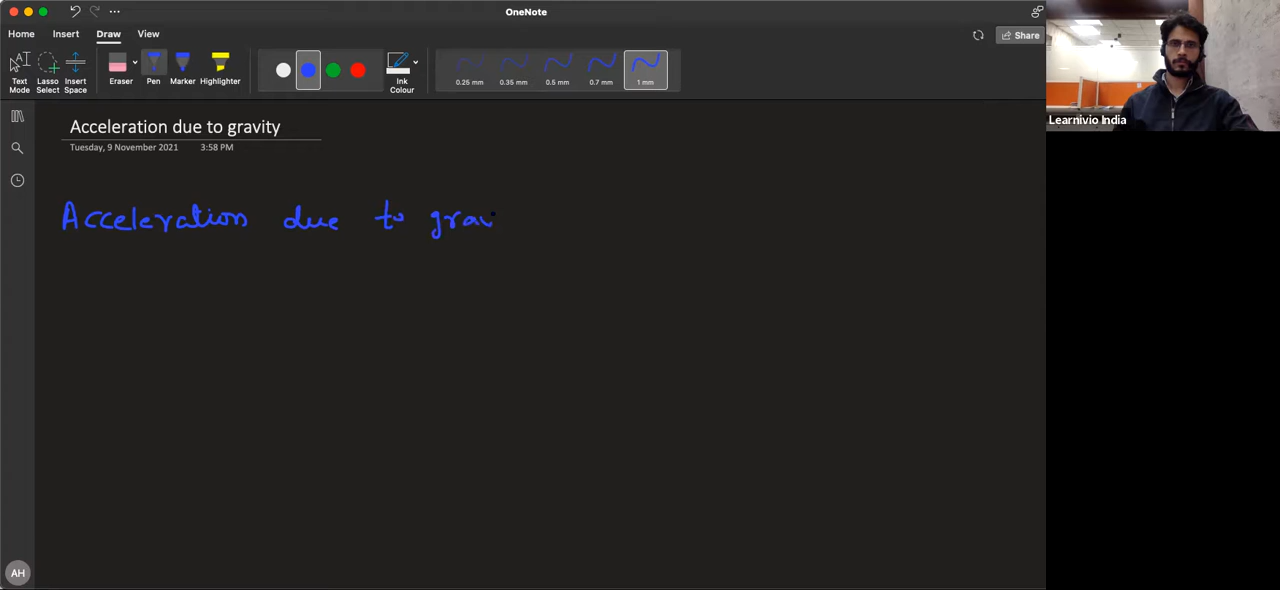 OneNote
Home Insert Draw View
Share
Text Mode
Lasso Select
Insert Space
Eraser
Pen
Marker
Highlighter
Ink Colour
0.25 mm
0.35 mm
0.5 mm
0.7 mm
1 mm
Learnivio India
Acceleration due to gravity
Tuesday, 9 November 2021 3:58 PM
Acceleration due to grav
AH